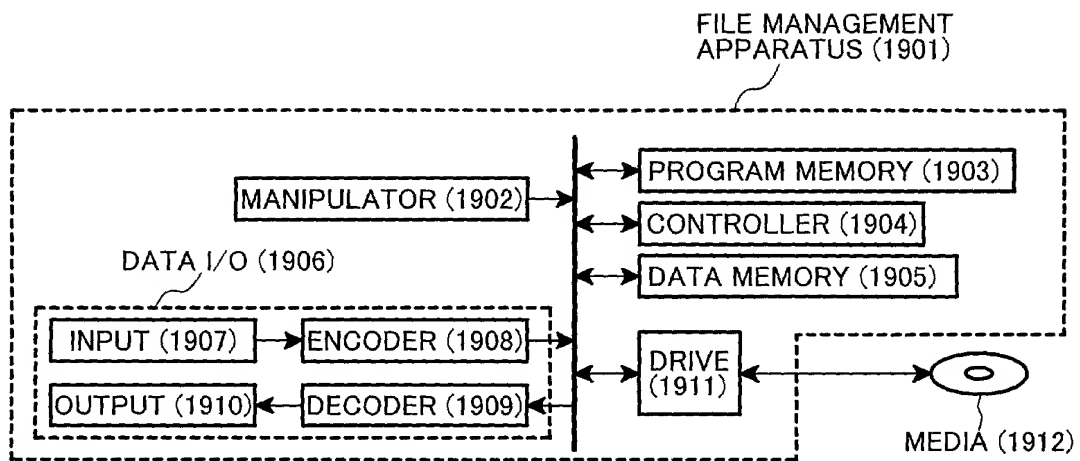 FILE MANAGEMENT
APPARATUS (1901)
MANIPULATOR (1902)
PROGRAM MEMORY (1903)
CONTROLLER (1904)
DATA MEMORY (1905)
DATA I/O (1906)
INPUT (1907)
ENCODER (1908)
OUTPUT (1910)
DECODER (1909)
DRIVE
(1911)
MEDIA (1912)